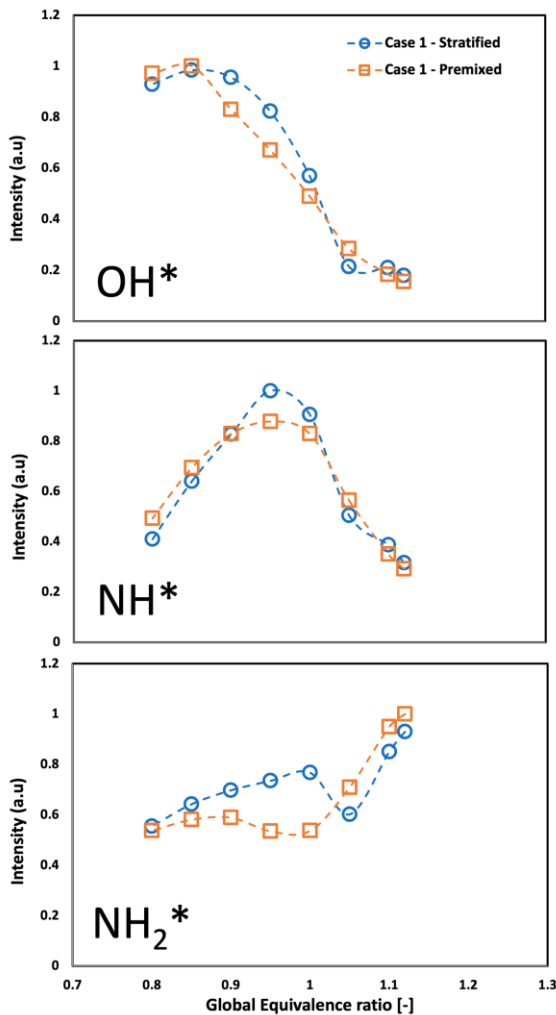 1.2
1
0.8
0.6
0.4
0.2
0
Intensity (a.u)
Case 1 - Stratified
Case 1 - Premixed
OH*
1.2
1
0.8
0.6
0.4
0.2
0
Intensity (a.u)
NH*
1.2
1
0.8
0.6
0.4
0.2
0
Intensity (a.u)
NH₂*
0.7 0.8 0.9 1 1.1 1.2 1.3
Global Equivalence ratio [-]